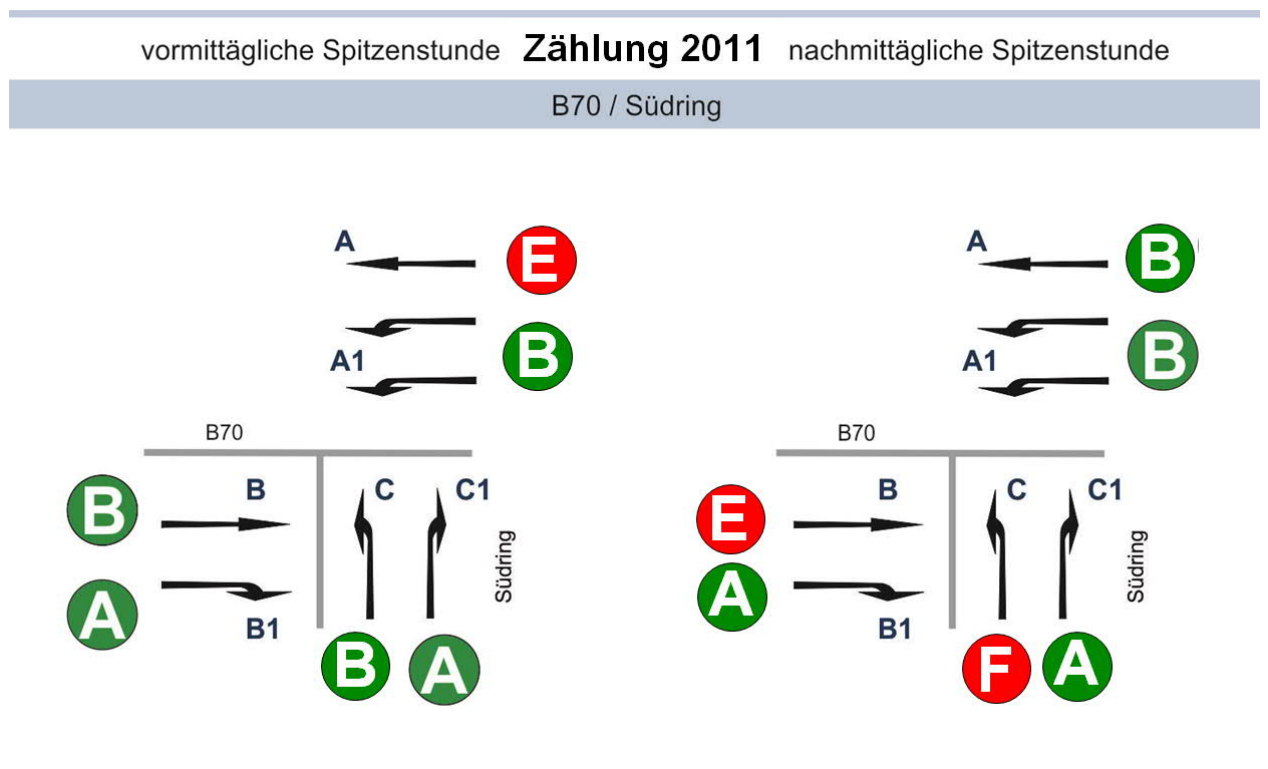 vormittägliche Spitzenstunde Zählung 2011 nachmittägliche Spitzenstunde
B70 / Südring
A E
A1 B
B70
B B
A B1
C C1
Südring
B A
A B
A1 B
B70
E B
A B1
C C1
Südring
F A